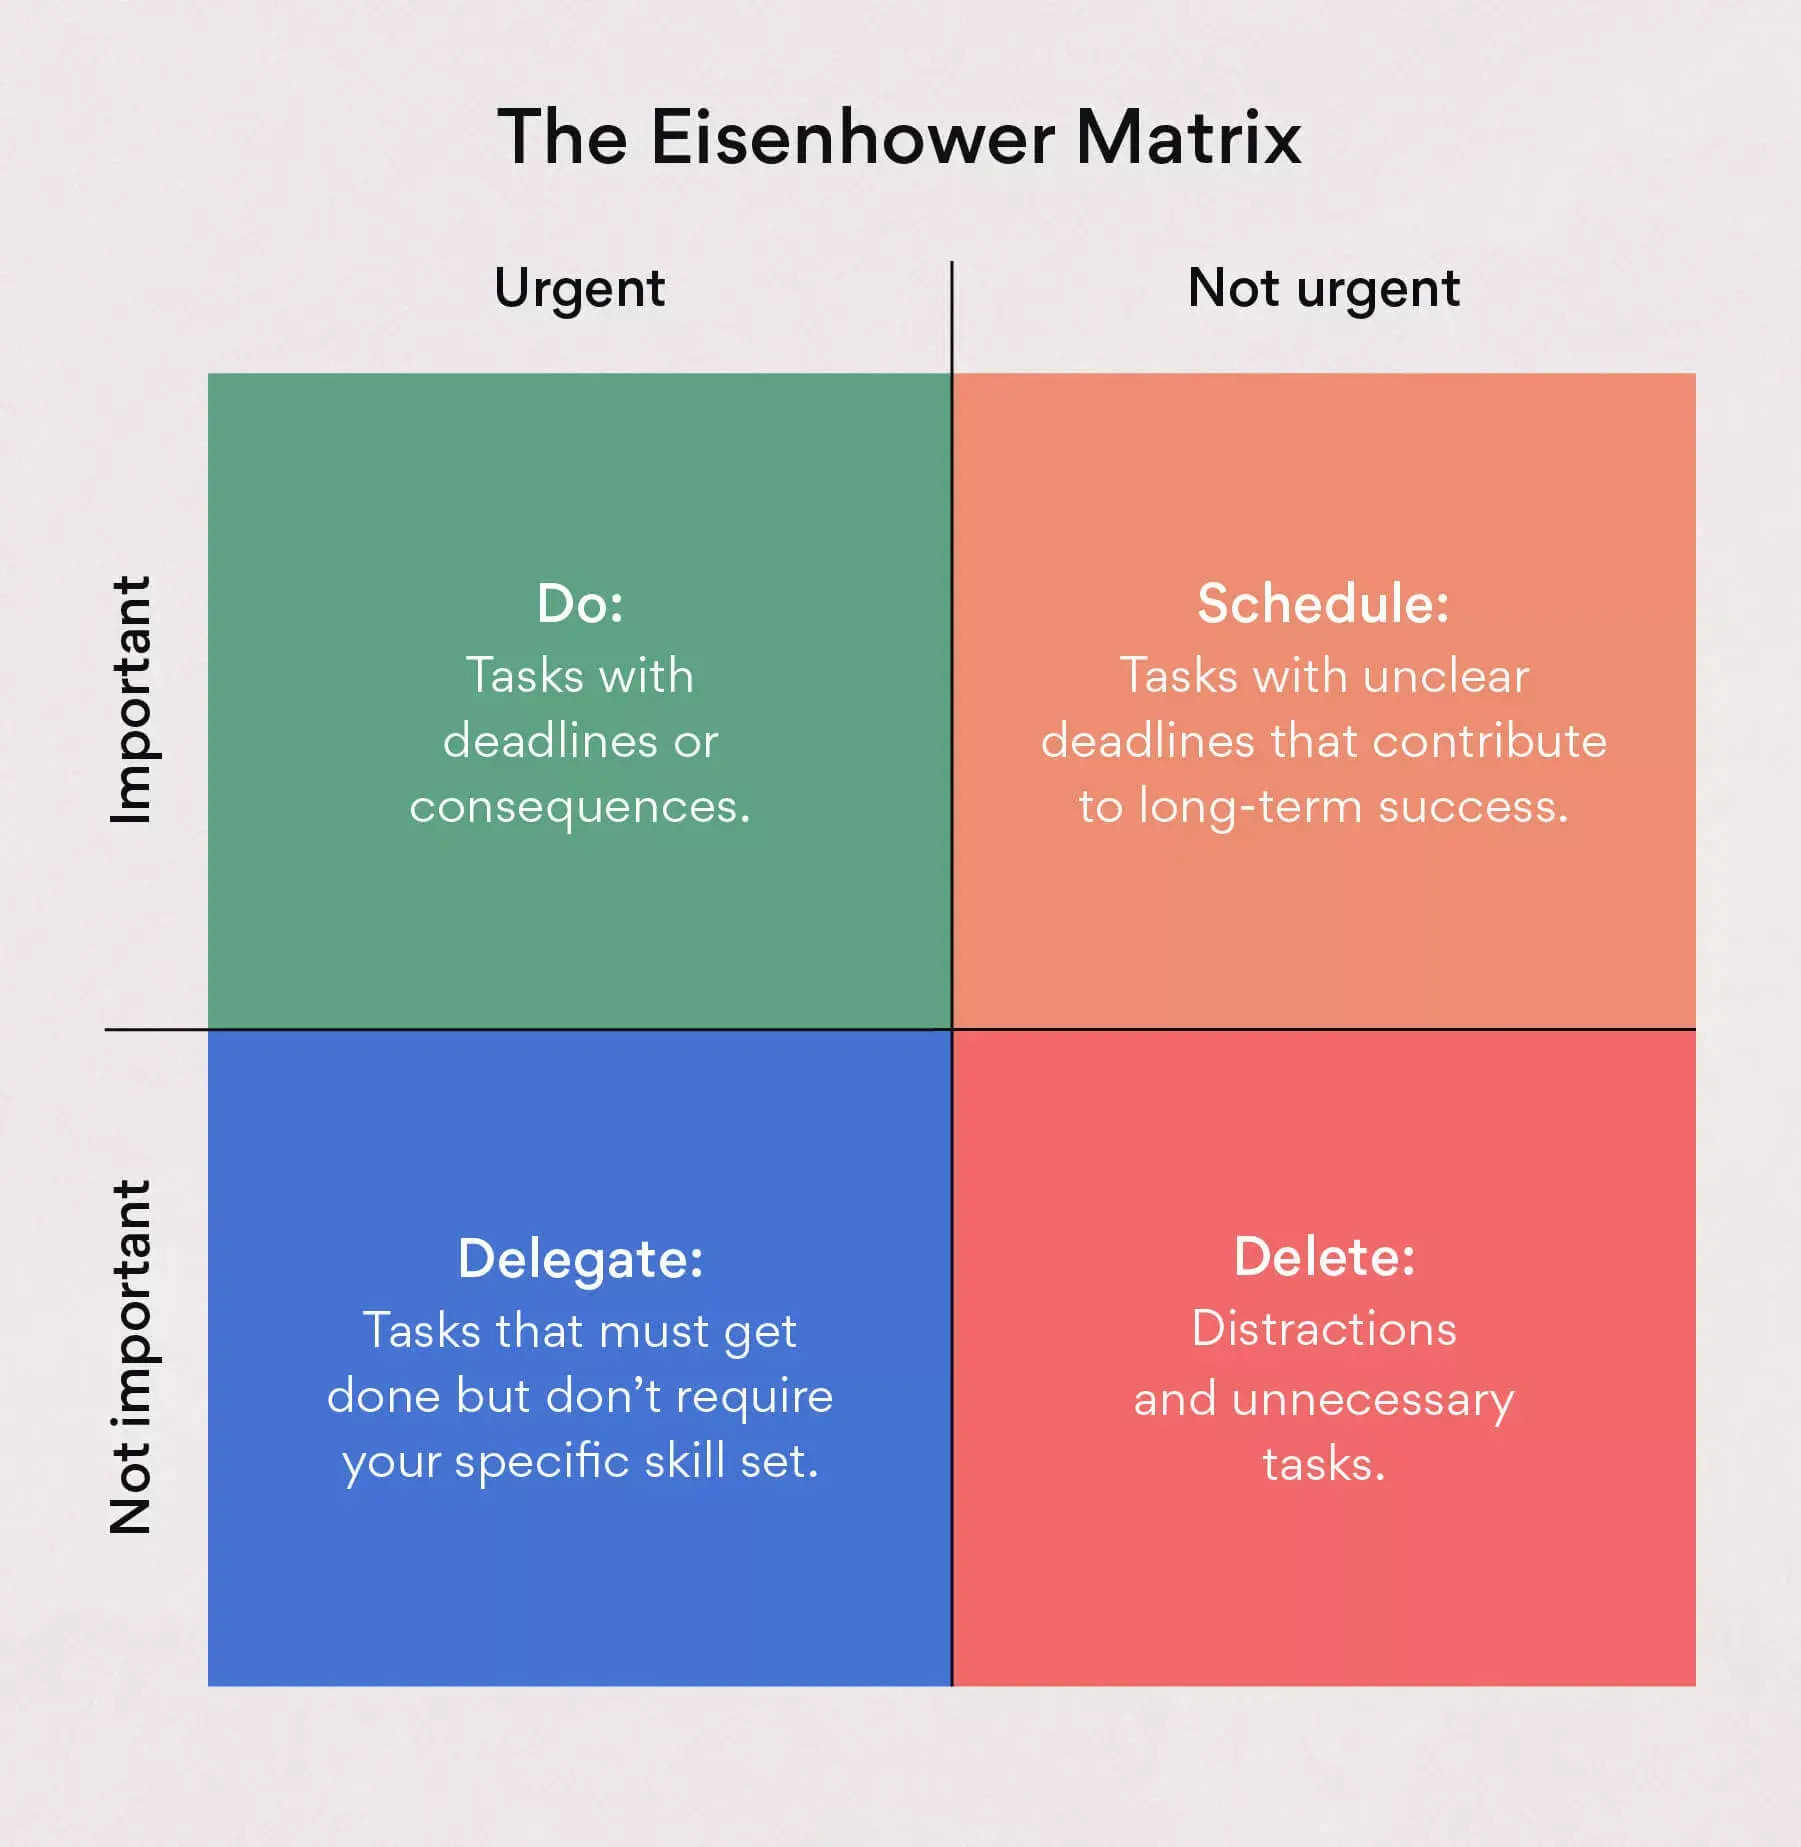 The Eisenhower Matrix
Urgent
Not urgent
Important
Do:
Tasks with
deadlines or
consequences.
Schedule:
Tasks with unclear
deadlines that contribute
to long-term success.
Not important
Delegate:
Tasks that must get
done but don’t require
your specific skill set.
Delete:
Distractions
and unnecessary
tasks.